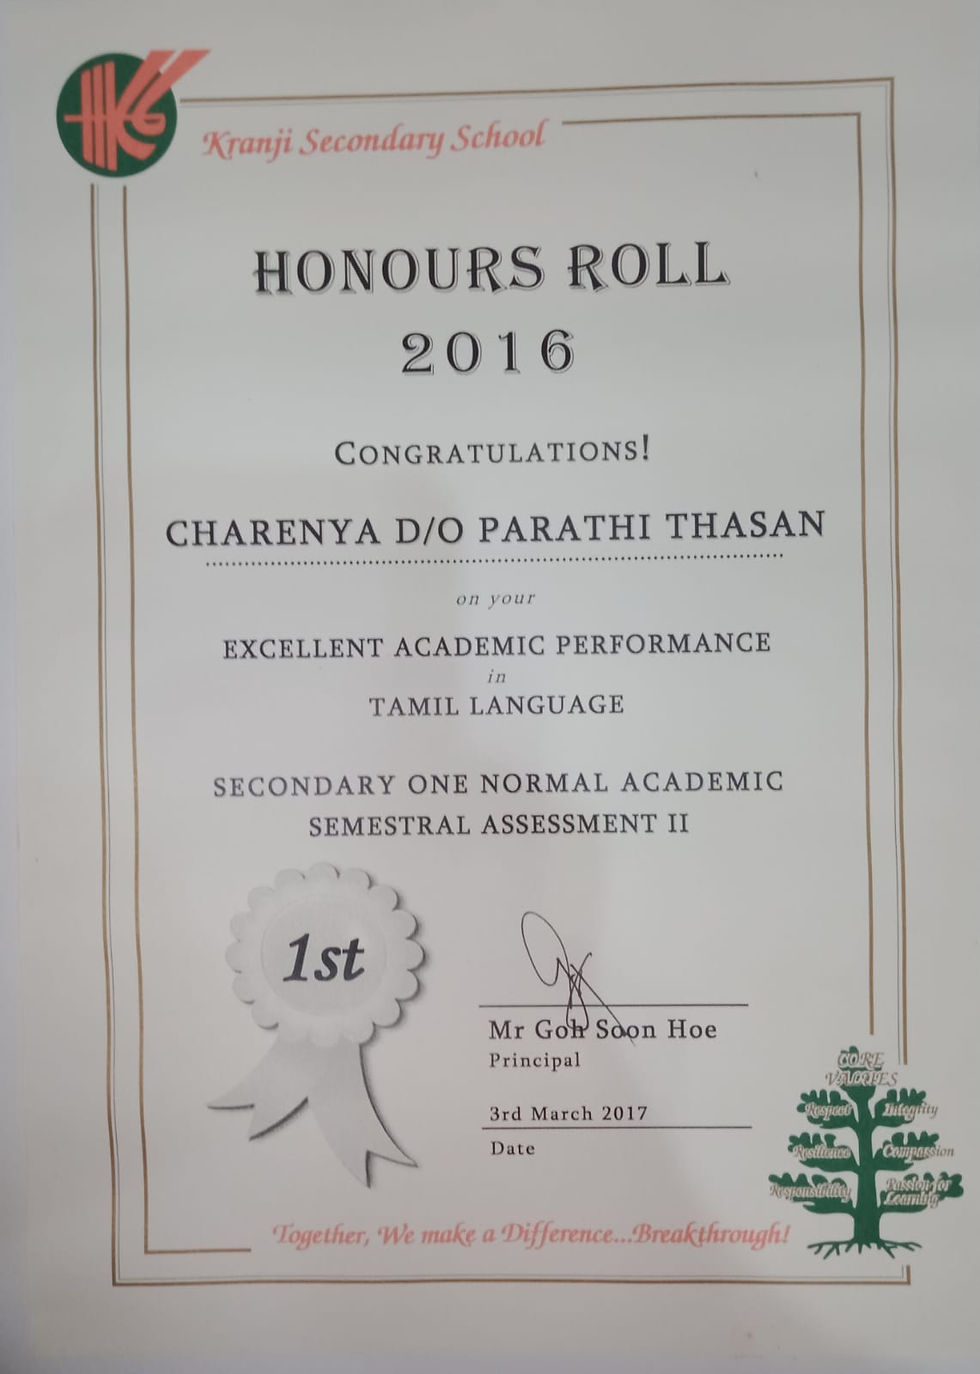 Kranji Secondary School
HONOURS ROLL
2016
CONGRATULATIONS!
CHARENYA D/O PARATHI THASAN
on your
EXCELLENT ACADEMIC PERFORMANCE
in
TAMIL LANGUAGE
SECONDARY ONE NORMAL ACADEMIC
SEMESTRAL ASSESSMENT II
1st
Mr Goh Soon Hoe
Principal
3rd March 2017
Date
CORE
VALUES
Respect Integrity
Resilience Compassion
Responsibility Passion for
Learning
Together, We make a Difference...Breakthrough!